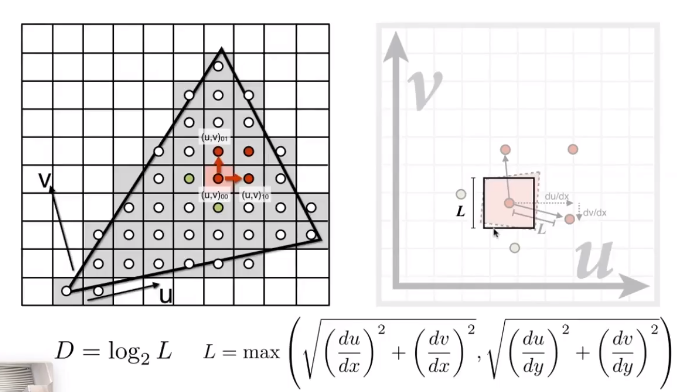 v
u
(u,v)₀₁
(u,v)₀₀ (u,v)₁₀
v
u
L
L
du/dx
dv/dx
D = log₂ L L = max ( √( (du/dx)² + (dv/dx)² ), √( (du/dy)² + (dv/dy)² ) )